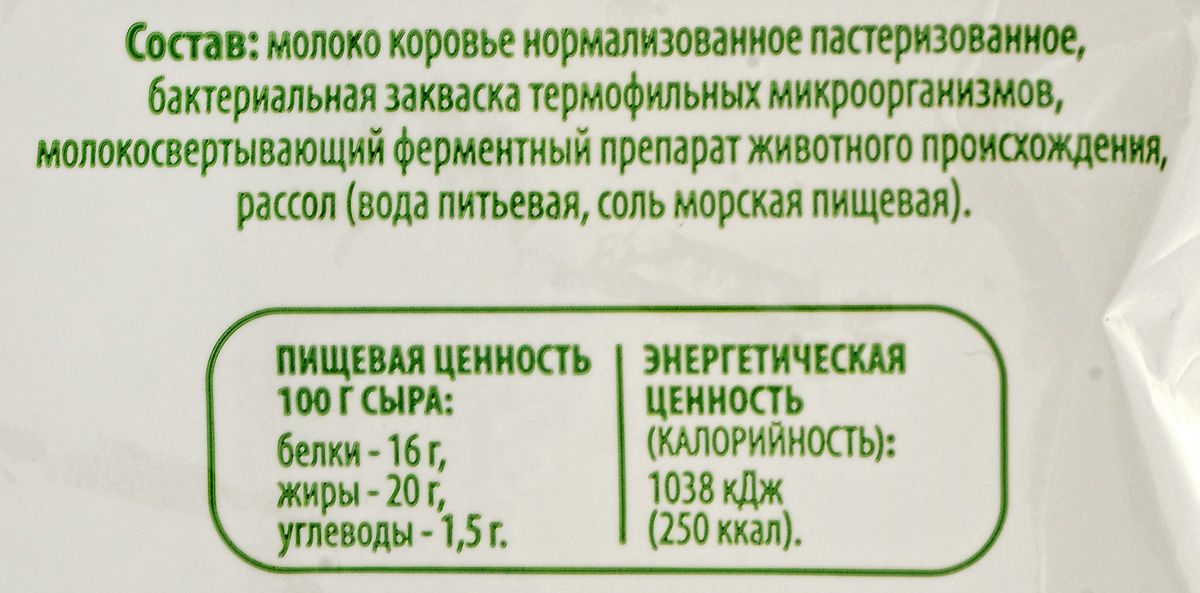 Состав: молоко коровье нормализованное пастеризованное,
бактериальная закваска термофильных микроорганизмов,
молокосвертывающий ферментный препарат животного происхождения,
рассол (вода питьевая, соль морская пищевая).
ПИЩЕВАЯ ЦЕННОСТЬ
100 Г СЫРА:
белки - 16 г,
жиры - 20 г,
углеводы - 1,5 г.
ЭНЕРГЕТИЧЕСКАЯ
ЦЕННОСТЬ
(КАЛОРИЙНОСТЬ):
1038 кДж
(250 ккал).